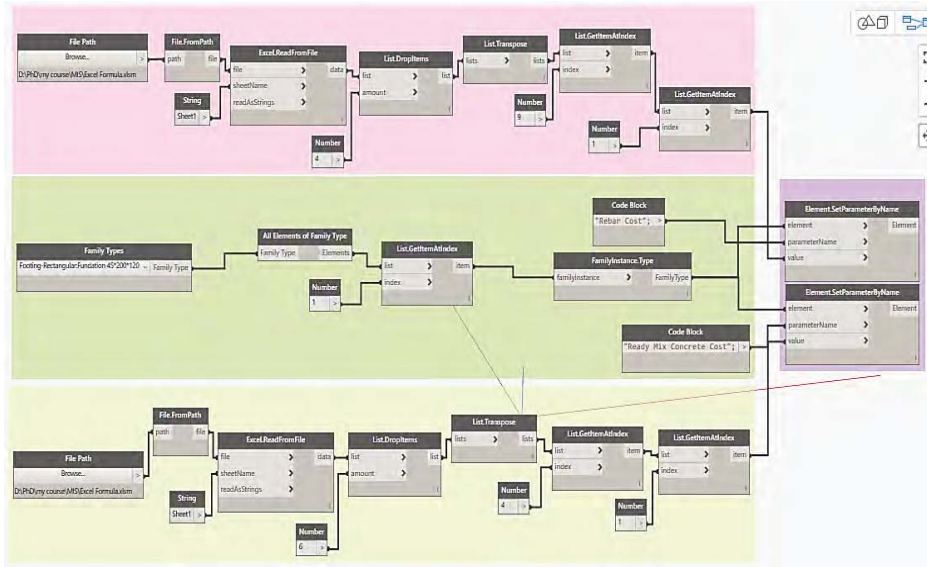 File Path
Browse...
>
D:\PhD\my course\MIS\Excel Formula.xlsm
File.FromPath
path file
Excel.ReadFromFile
file > data
sheetName >
readAsStrings >
String
Sheet1 >
List.DropItems
list > list
amount >
Number
4 >
List.Transpose
lists > lists
List.GetItemAtIndex
list > item
index >
Number
9 >
List.GetItemAtIndex
list > item
index >
Number
1 >
Family Types
Footing-Rectangular:Fundation 45*200*120 Family Type
All Elements of Family Type
Family Type Elements
List.GetItemAtIndex
list > item
index >
Number
1 >
Code Block
"Rebar Cost"; >
FamilyInstance.Type
familyInstance > FamilyType
Code Block
"Ready Mix Concrete Cost"; >
Element.SetParameterByName
element > Element
parameterName >
value >
Element.SetParameterByName
element > Element
parameterName >
value >
File Path
Browse...
>
D:\PhD\my course\MIS\Excel Formula.xlsm
File.FromPath
path file
Excel.ReadFromFile
file > data
sheetName >
readAsStrings >
String
Sheet1 >
List.DropItems
list > list
amount >
Number
6 >
List.Transpose
lists > lists
List.GetItemAtIndex
list > item
index >
Number
4 >
List.GetItemAtIndex
list > item
index >
Number
1 >